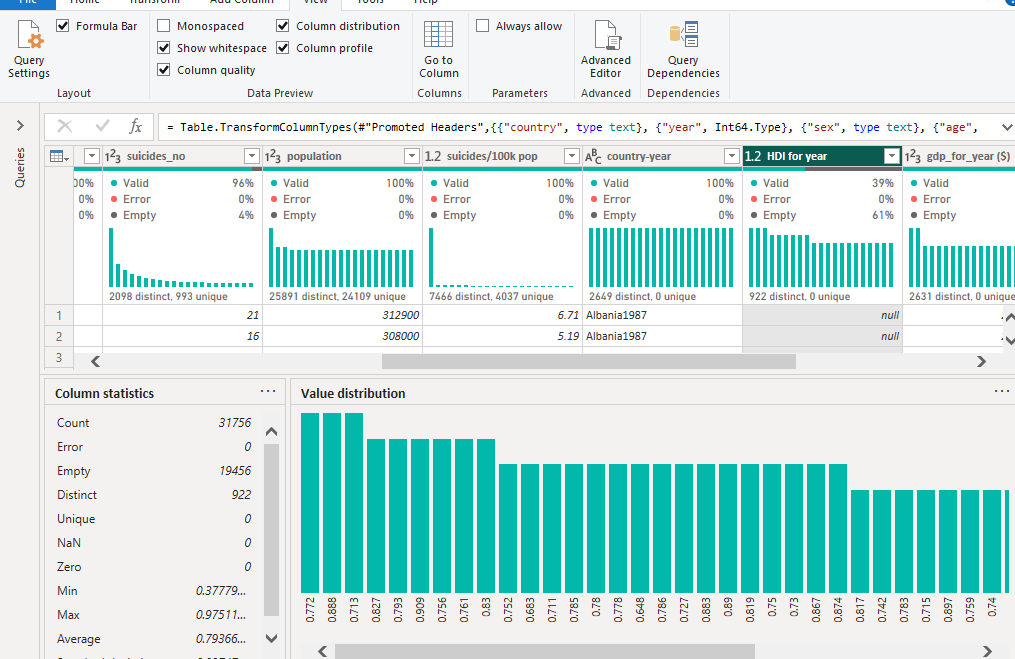 File Home Transform Add Column View Tools Help
Query Settings
Formula Bar
Layout
Monospaced
Show whitespace
Column quality
Column distribution
Column profile
Data Preview
Go to Column
Columns
Always allow
Parameters
Advanced Editor
Advanced
Query Dependencies
Dependencies
Queries
fx
= Table.TransformColumnTypes(#"Promoted Headers",{{"country", type text}, {"year", Int64.Type}, {"sex", type text}, {"age",
1²3 suicides_no 1²3 population 1.2 suicides/100k pop ABC country-year 1.2 HDI for year 1²3 gdp_for_year ($)
00% Valid 96% Valid 100% Valid 100% Valid 100% Valid 39% Valid
0% Error 0% Error 0% Error 0% Error 0% Error 0% Error
0% Empty 4% Empty 0% Empty 0% Empty 0% Empty 61% Empty
2098 distinct, 993 unique 25891 distinct, 24109 unique 7466 distinct, 4037 unique 2649 distinct, 0 unique 922 distinct, 0 unique 2631 distinct, 0 unique
1 21 312900 6.71 Albania1987 null
2 16 308000 5.19 Albania1987 null
3
Column statistics ...
Count 31756
Error 0
Empty 19456
Distinct 922
Unique 0
NaN 0
Zero 0
Min 0.37779...
Max 0.97511...
Average 0.79366...
Value distribution ...
0.772 0.888 0.713 0.827 0.793 0.909 0.756 0.761 0.83 0.752 0.683 0.711 0.785 0.78 0.778 0.648 0.786 0.727 0.883 0.89 0.819 0.75 0.73 0.867 0.874 0.817 0.742 0.783 0.715 0.897 0.759 0.74